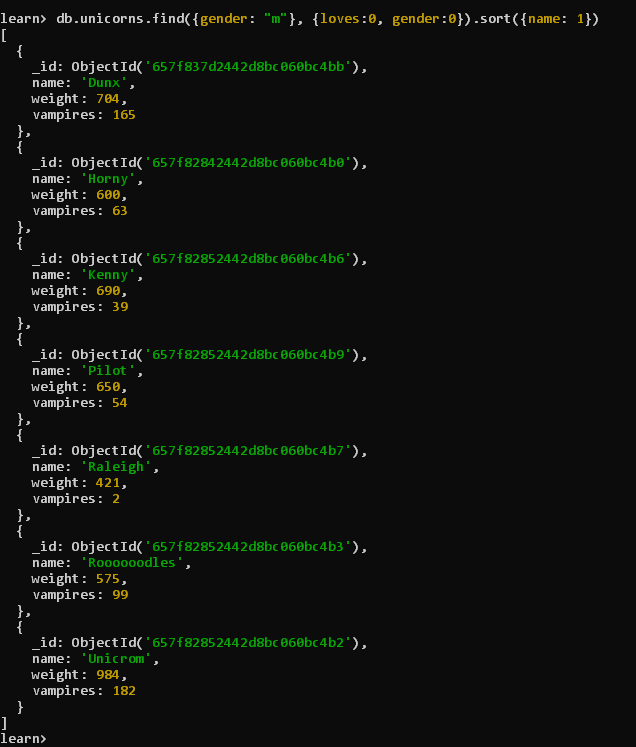 learn> db.unicorns.find({gender: "m"}, {loves:0, gender:0}).sort({name: 1})
[
  {
    _id: ObjectId('657f837d2442d8bc060bc4bb'),
    name: 'Dunx',
    weight: 704,
    vampires: 165
  },
  {
    _id: ObjectId('657f82842442d8bc060bc4b0'),
    name: 'Horny',
    weight: 600,
    vampires: 63
  },
  {
    _id: ObjectId('657f82852442d8bc060bc4b6'),
    name: 'Kenny',
    weight: 690,
    vampires: 39
  },
  {
    _id: ObjectId('657f82852442d8bc060bc4b9'),
    name: 'Pilot',
    weight: 650,
    vampires: 54
  },
  {
    _id: ObjectId('657f82852442d8bc060bc4b7'),
    name: 'Raleigh',
    weight: 421,
    vampires: 2
  },
  {
    _id: ObjectId('657f82852442d8bc060bc4b3'),
    name: 'Roooooodles',
    weight: 575,
    vampires: 99
  },
  {
    _id: ObjectId('657f82852442d8bc060bc4b2'),
    name: 'Unicrom',
    weight: 984,
    vampires: 182
  }
]
learn>